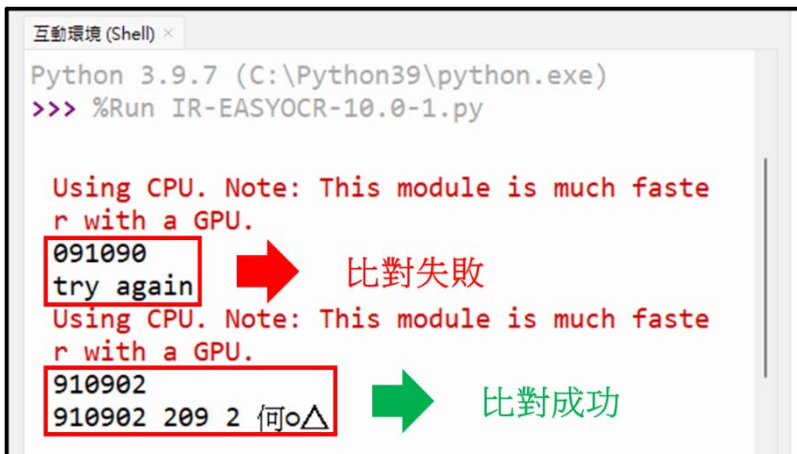 互動環境 (Shell) ×
Python 3.9.7 (C:\Python39\python.exe)
>>> %Run IR-EASYOCR-10.0-1.py
Using CPU. Note: This module is much faste
r with a GPU.
091090
try again
比對失敗
Using CPU. Note: This module is much faste
r with a GPU.
910902
910902 209 2 何o△
比對成功